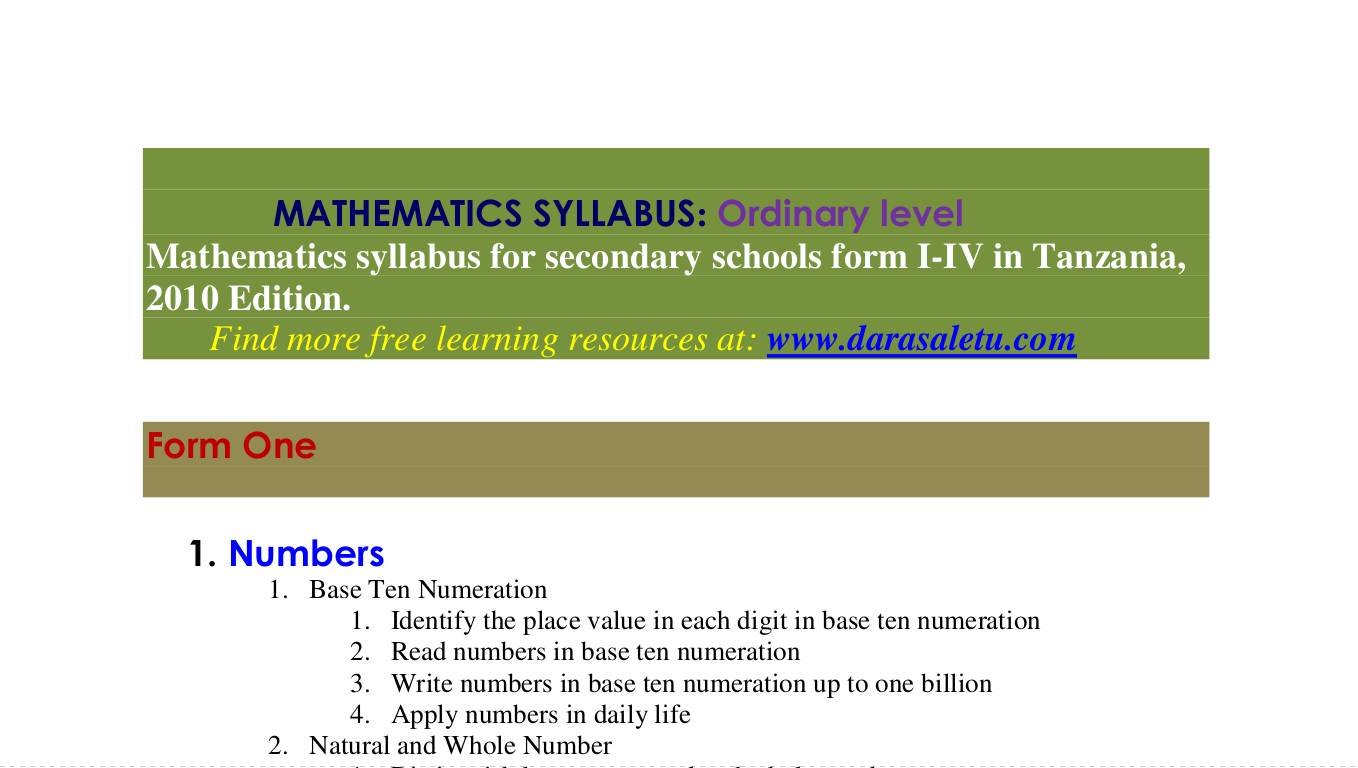 MATHEMATICS SYLLABUS: Ordinary level
Mathematics syllabus for secondary schools form I-IV in Tanzania,
2010 Edition.
Find more free learning resources at: www.darasaletu.com
Form One
1. Numbers
1. Base Ten Numeration
1. Identify the place value in each digit in base ten numeration
2. Read numbers in base ten numeration
3. Write numbers in base ten numeration up to one billion
4. Apply numbers in daily life
2. Natural and Whole Number